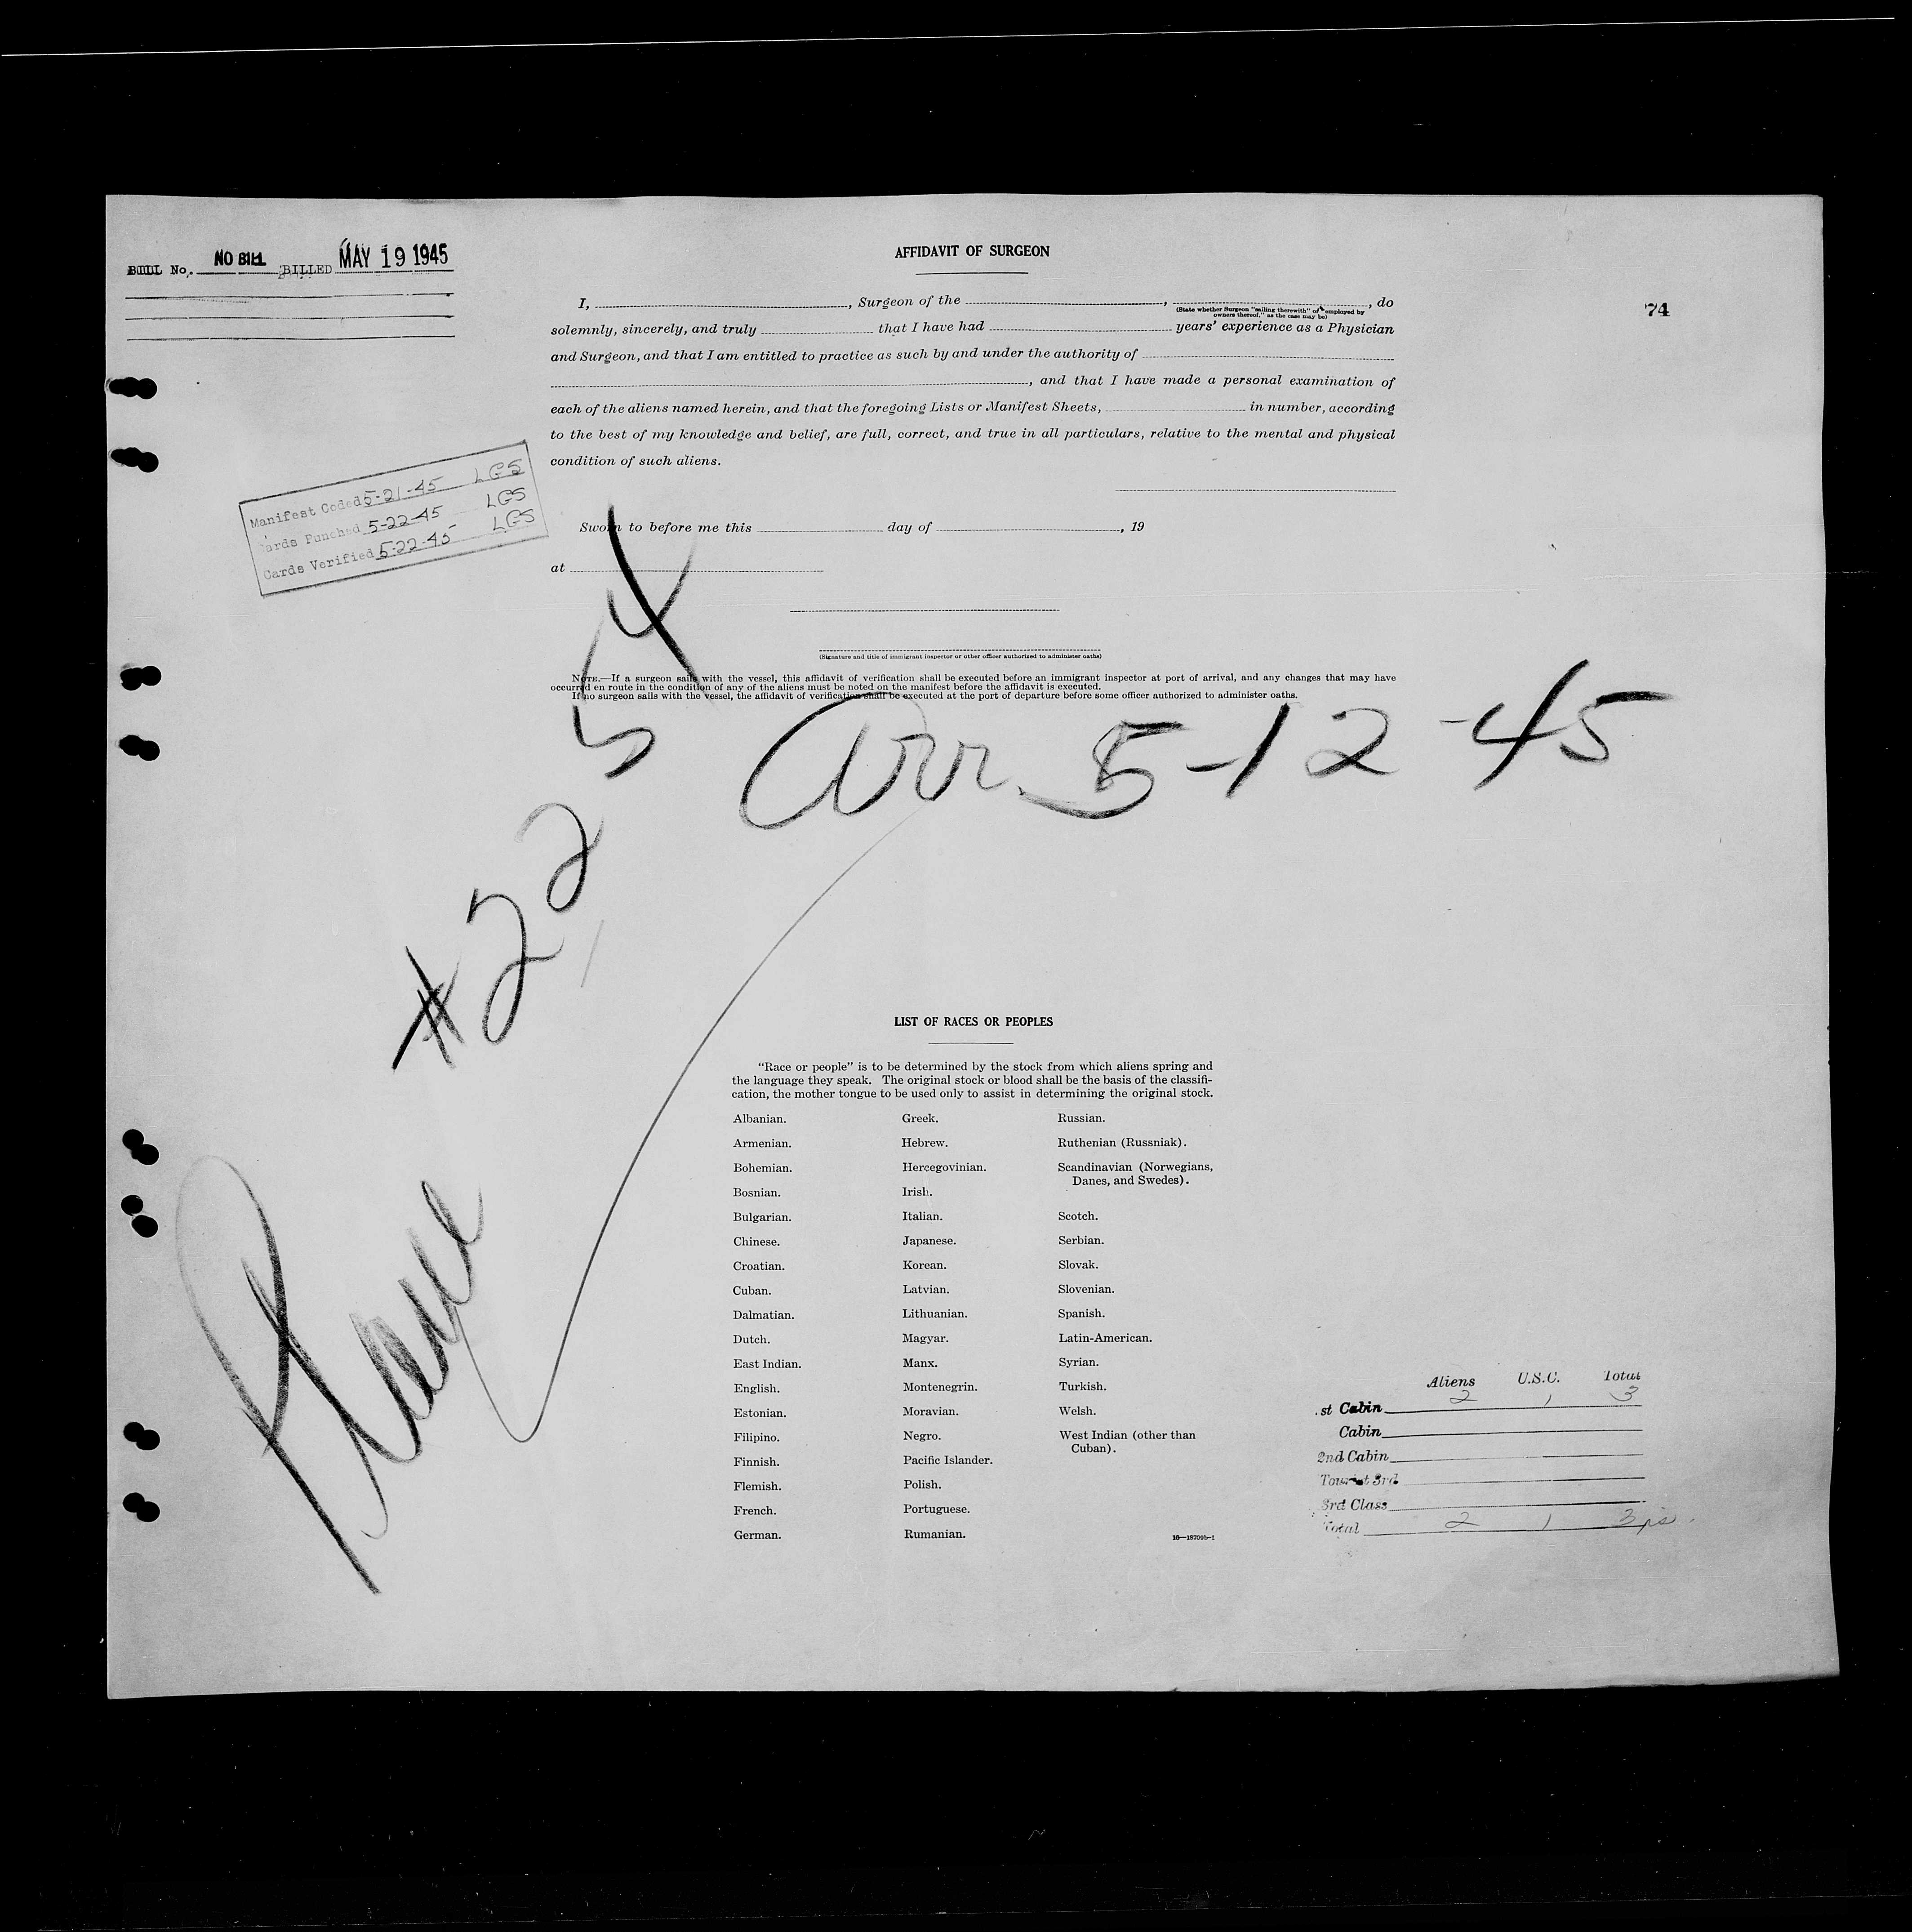 BILL No. NO BILL BILLED MAY 19 1945
AFFIDAVIT OF SURGEON
74
I, , Surgeon of the , , do
(State whether Surgeon "sailing therewith" or "employed by
owners thereof," as the case may be)
solemnly, sincerely, and truly that I have had years' experience as a Physician
and Surgeon, and that I am entitled to practice as such by and under the authority of
, and that I have made a personal examination of
each of the aliens named herein, and that the foregoing Lists or Manifest Sheets, in number, according
to the best of my knowledge and belief, are full, correct, and true in all particulars, relative to the mental and physical
condition of such aliens.
Manifest Coded 5-21-45 LGS
Cards Punched 5-22-45 LGS
Cards Verified 5-22-45 LGS
Sworn to before me this day of , 19
at
(Signature and title of immigrant inspector or other officer authorized to administer oaths)
NOTE.—If a surgeon sails with the vessel, this affidavit of verification shall be executed before an immigrant inspector at port of arrival, and any changes that may have
occurred en route in the condition of any of the aliens must be noted on the manifest before the affidavit is executed.
If no surgeon sails with the vessel, the affidavit of verification shall be executed at the port of departure before some officer authorized to administer oaths.
Plane #2254
Arr. 5-12-45
LIST OF RACES OR PEOPLES
"Race or people" is to be determined by the stock from which aliens spring and
the language they speak. The original stock or blood shall be the basis of the classifi-
cation, the mother tongue to be used only to assist in determining the original stock.
Albanian. Greek. Russian.
Armenian. Hebrew. Ruthenian (Russniak).
Bohemian. Hercegovinian. Scandinavian (Norwegians,
Danes, and Swedes).
Bosnian. Irish.
Bulgarian. Italian. Scotch.
Chinese. Japanese. Serbian.
Croatian. Korean. Slovak.
Cuban. Latvian. Slovenian.
Dalmatian. Lithuanian. Spanish.
Dutch. Magyar. Latin-American.
East Indian. Manx. Syrian.
English. Montenegrin. Turkish.
Estonian. Moravian. Welsh.
Filipino. Negro. West Indian (other than
Cuban).
Finnish. Pacific Islander.
Flemish. Polish.
French. Portuguese.
German. Rumanian.
16—18709b-1
Aliens U.S.C. Total
st Cabin 2 1 3
Cabin
2nd Cabin
Tourist 3rd
3rd Class
Total 2 1 3